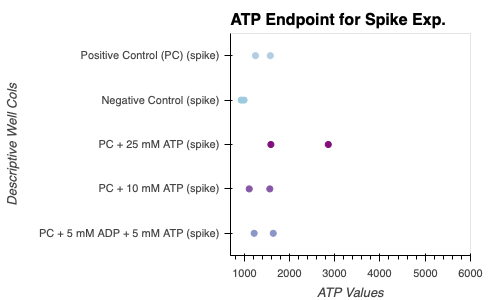 ATP Endpoint for Spike Exp.
Positive Control (PC) (spike)
Negative Control (spike)
PC + 25 mM ATP (spike)
PC + 10 mM ATP (spike)
PC + 5 mM ADP + 5 mM ATP (spike)
Descriptive Well Cols
1000 2000 3000 4000 5000 6000
ATP Values